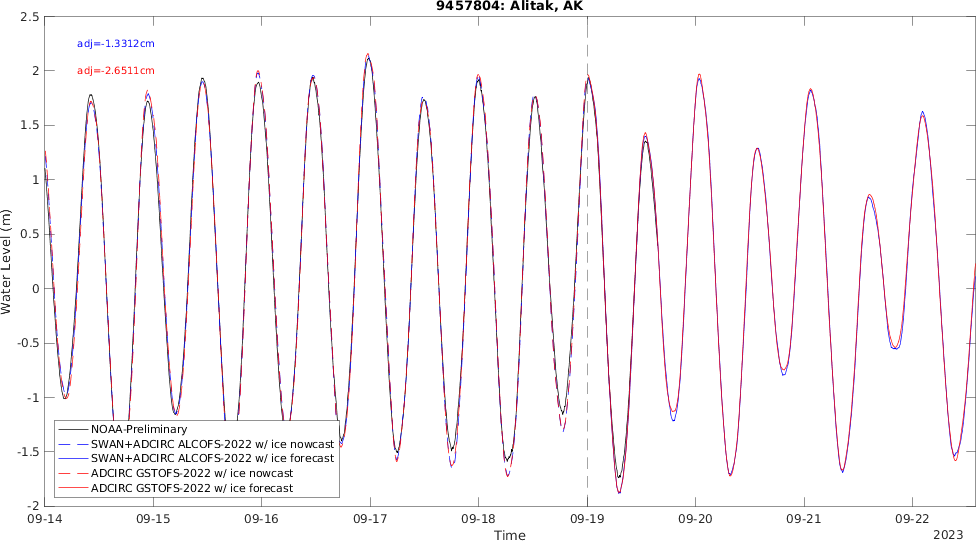 9457804: Alitak, AK
adj=-1.3312cm
adj=-2.6511cm
2.5
2
1.5
1
0.5
0
-0.5
-1
-1.5
-2
Water Level (m)
NOAA-Preliminary
SWAN+ADCIRC ALCOFS-2022 w/ ice nowcast
SWAN+ADCIRC ALCOFS-2022 w/ ice forecast
ADCIRC GSTOFS-2022 w/ ice nowcast
ADCIRC GSTOFS-2022 w/ ice forecast
09-14 09-15 09-16 09-17 09-18 09-19 09-20 09-21 09-22
Time
2023